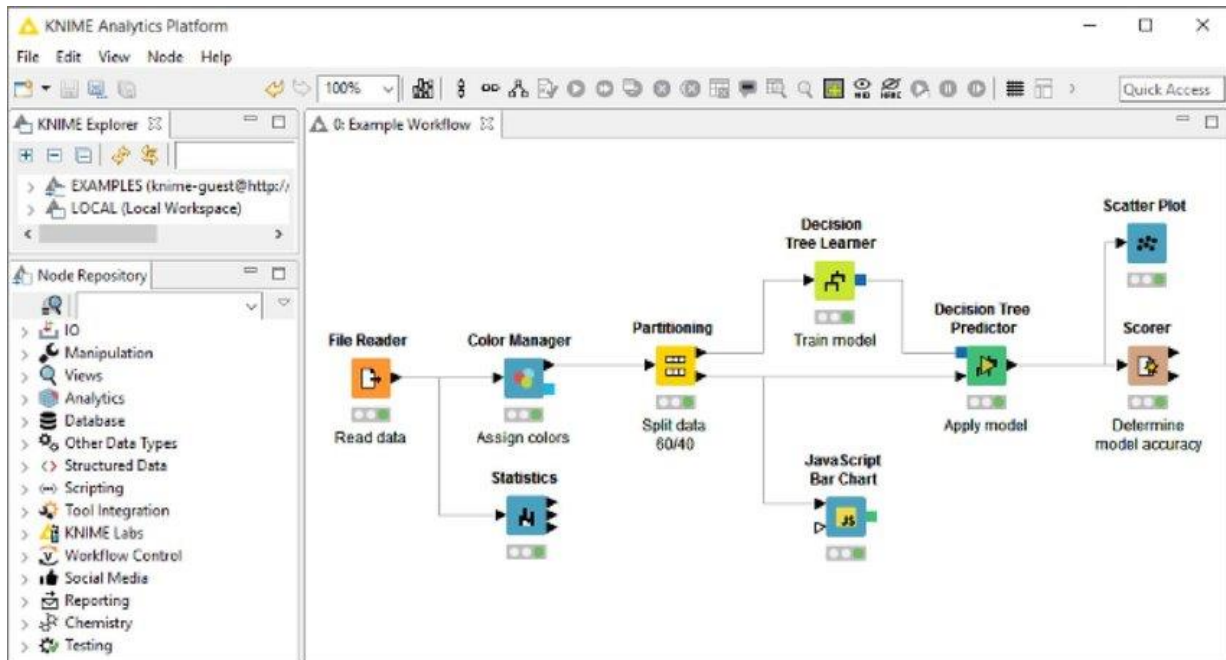 KNIME Analytics Platform
File Edit View Node Help
100%
Quick Access
KNIME Explorer
EXAMPLES (knime-guest@http:/
LOCAL (Local Workspace)
Node Repository
IO
Manipulation
Views
Analytics
Database
Other Data Types
Structured Data
Scripting
Tool Integration
KNIME Labs
Workflow Control
Social Media
Reporting
Chemistry
Testing
0: Example Workflow
File Reader
Read data
Color Manager
Assign colors
Statistics
Partitioning
Split data
60/40
Decision
Tree Learner
Train model
JavaScript
Bar Chart
JS
Decision Tree
Predictor
Apply model
Scatter Plot
Scorer
Determine
model accuracy